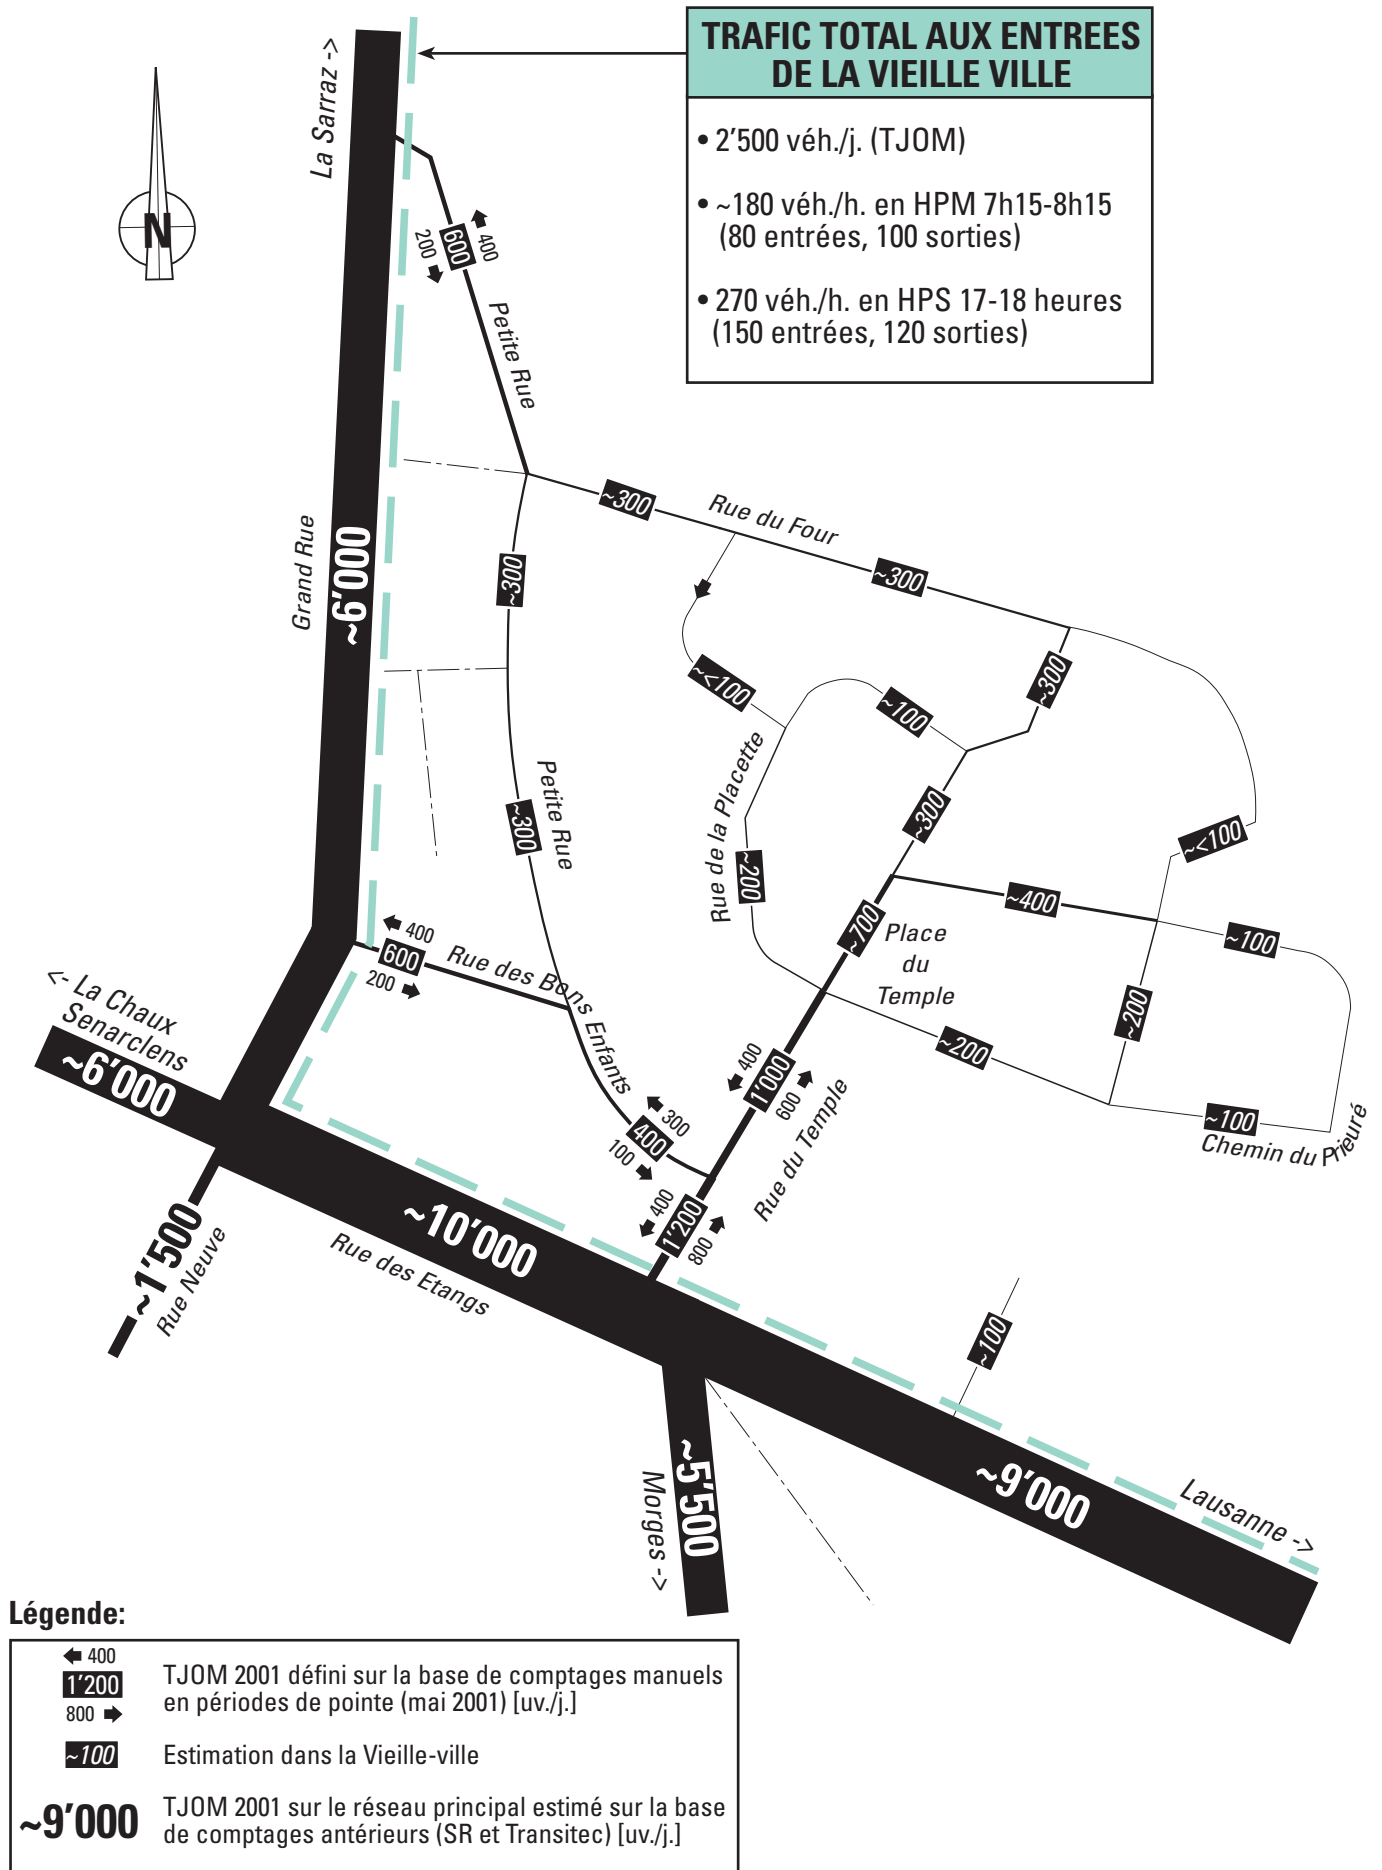 TRAFIC TOTAL AUX ENTREES
DE LA VIEILLE VILLE
• 2'500 véh./j. (TJOM)
• ~180 véh./h. en HPM 7h15-8h15
(80 entrées, 100 sorties)
• 270 véh./h. en HPS 17-18 heures
(150 entrées, 120 sorties)
La Sarraz ->
N
400
600
200
Petite Rue
~300
Rue du Four
~300
~300
Grand Rue
~6'000
~300
~<100
~100
Rue de la Placette
~300
Petite Rue
~300
~<100
~200
~400
~700
Place
du
Temple
~100
400
600
200
Rue des Bons Enfants
<- La Chaux
Senarclens
~6'000
~200
~200
400
1'000
600
Rue du Temple
~100
Chemin du Prieuré
300
400
100
400
1'200
800
~10'000
Rue des Etangs
~1'500
Rue Neuve
~100
~5'500
Morges ->
~9'000
Lausanne ->
Légende:
400
1'200
800
TJOM 2001 défini sur la base de comptages manuels
en périodes de pointe (mai 2001) [uv./j.]
~100
Estimation dans la Vieille-ville
~9'000
TJOM 2001 sur le réseau principal estimé sur la base
de comptages antérieurs (SR et Transitec) [uv./j.]